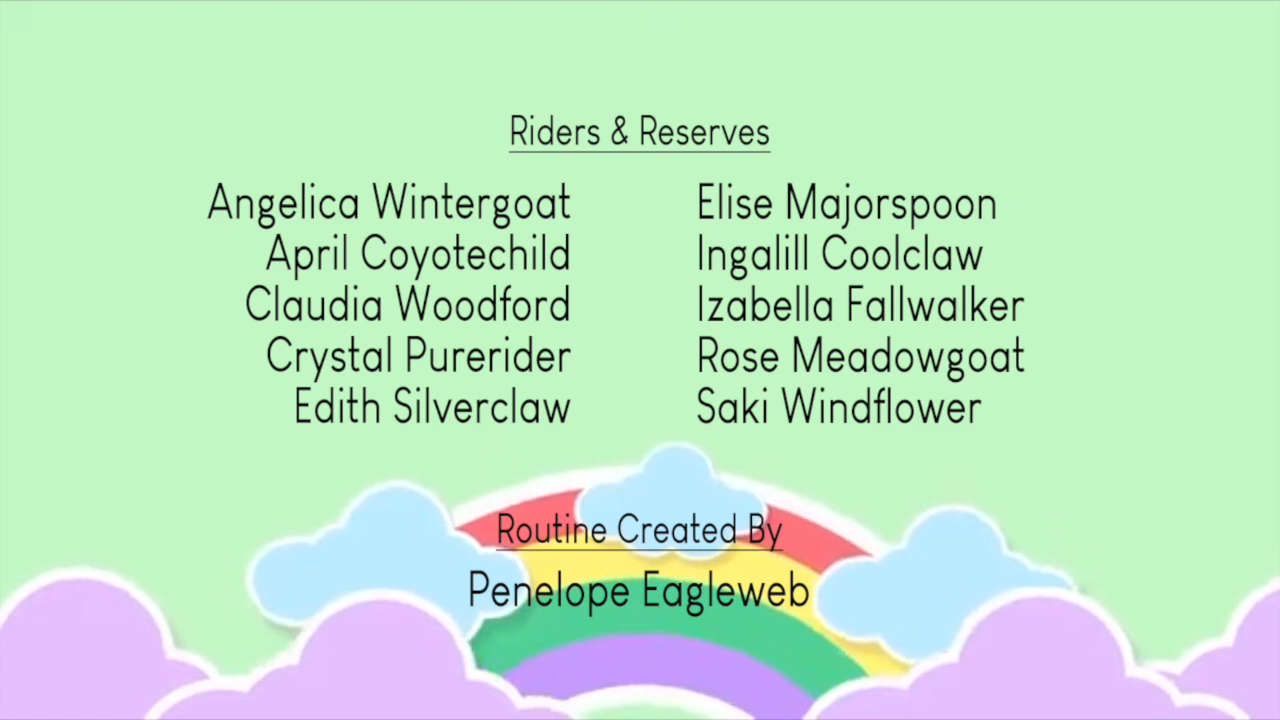 Riders & Reserves
Angelica Wintergoat
April Coyotechild
Claudia Woodford
Crystal Purerider
Edith Silverclaw
Elise Majorspoon
Ingalill Coolclaw
Izabella Fallwalker
Rose Meadowgoat
Saki Windflower
Routine Created By
Penelope Eagleweb